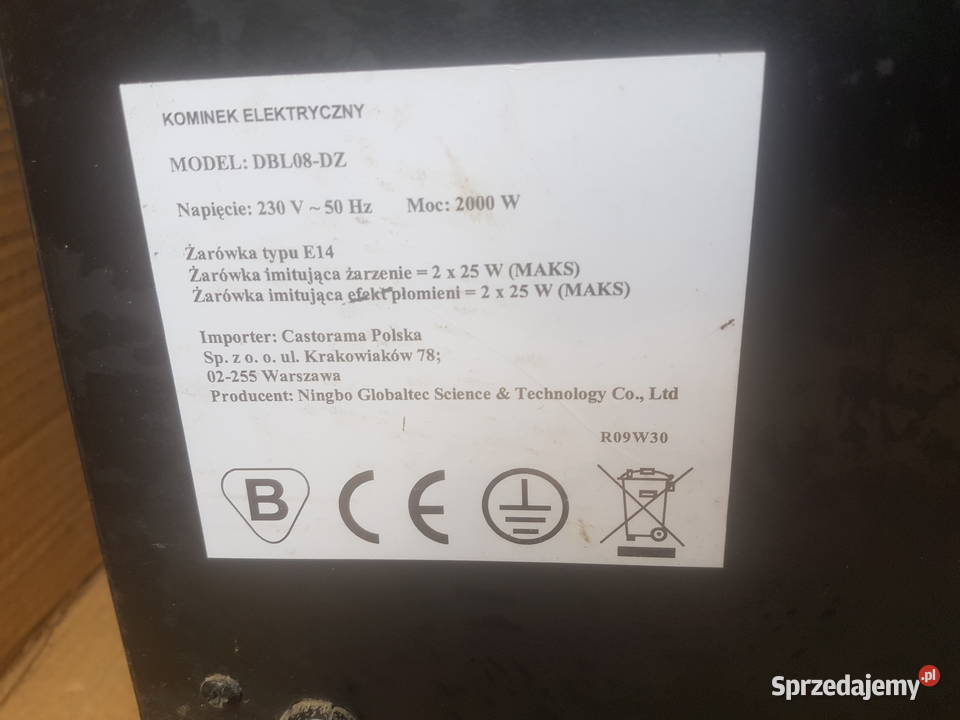 KOMINEK ELEKTRYCZNY
MODEL: DBL08-DZ
Napięcie: 230 V ~ 50 Hz Moc: 2000 W
Żarówka typu E14
Żarówka imitująca żarzenie = 2 x 25 W (MAKS)
Żarówka imitująca efekt płomieni = 2 x 25 W (MAKS)
Importer: Castorama Polska
Sp. z o. o. ul. Krakowiaków 78;
02-255 Warszawa
Producent: Ningbo Globaltec Science & Technology Co., Ltd
R09W30
B CE
Sprzedajemy.pl